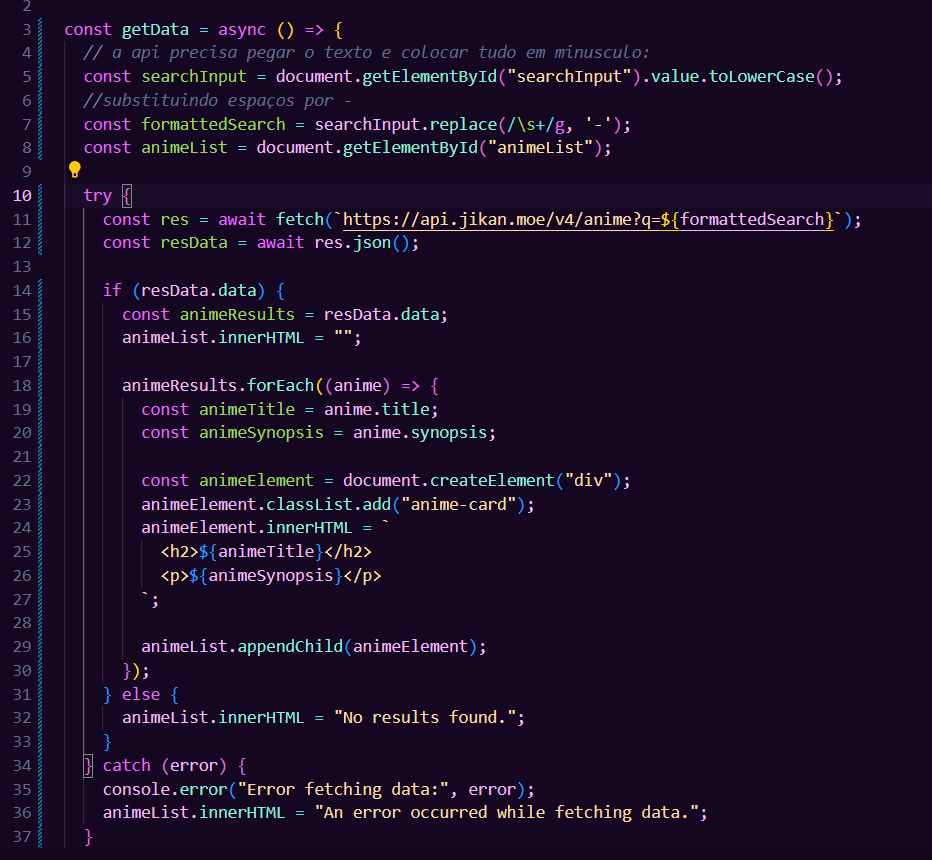 2
3 const getData = async () => {
4 // a api precisa pegar o texto e colocar tudo em minusculo:
5 const searchInput = document.getElementById("searchInput").value.toLowerCase();
6 //substituindo espaços por -
7 const formattedSearch = searchInput.replace(/\s+/g, '-');
8 const animeList = document.getElementById("animeList");
9
10 try {
11 const res = await fetch(`https://api.jikan.moe/v4/anime?q=${formattedSearch}`);
12 const resData = await res.json();
13
14 if (resData.data) {
15 const animeResults = resData.data;
16 animeList.innerHTML = "";
17
18 animeResults.forEach((anime) => {
19 const animeTitle = anime.title;
20 const animeSynopsis = anime.synopsis;
21
22 const animeElement = document.createElement("div");
23 animeElement.classList.add("anime-card");
24 animeElement.innerHTML = `
25 <h2>${animeTitle}</h2>
26 <p>${animeSynopsis}</p>
27 `;
28
29 animeList.appendChild(animeElement);
30 });
31 } else {
32 animeList.innerHTML = "No results found.";
33 }
34 } catch (error) {
35 console.error("Error fetching data:", error);
36 animeList.innerHTML = "An error occurred while fetching data.";
37 }